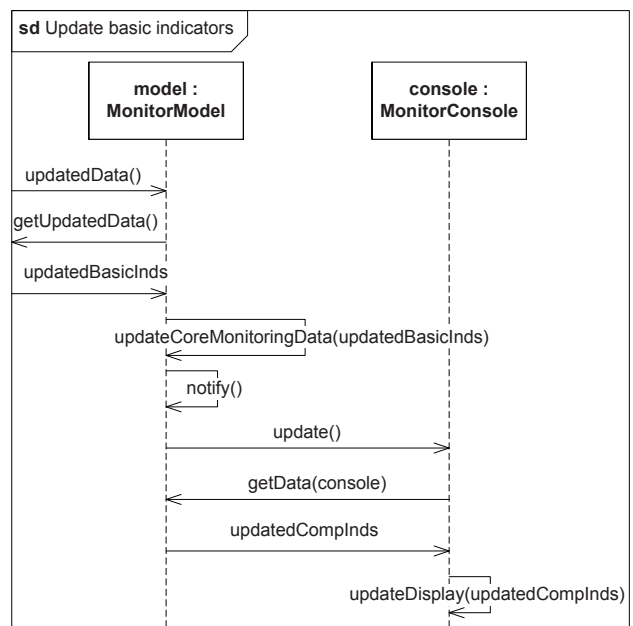 sd Update basic indicators
model :
MonitorModel
console :
MonitorConsole
updatedData()
getUpdatedData()
updatedBasicInds
updateCoreMonitoringData(updatedBasicInds)
notify()
update()
getData(console)
updatedCompInds
updateDisplay(updatedCompInds)